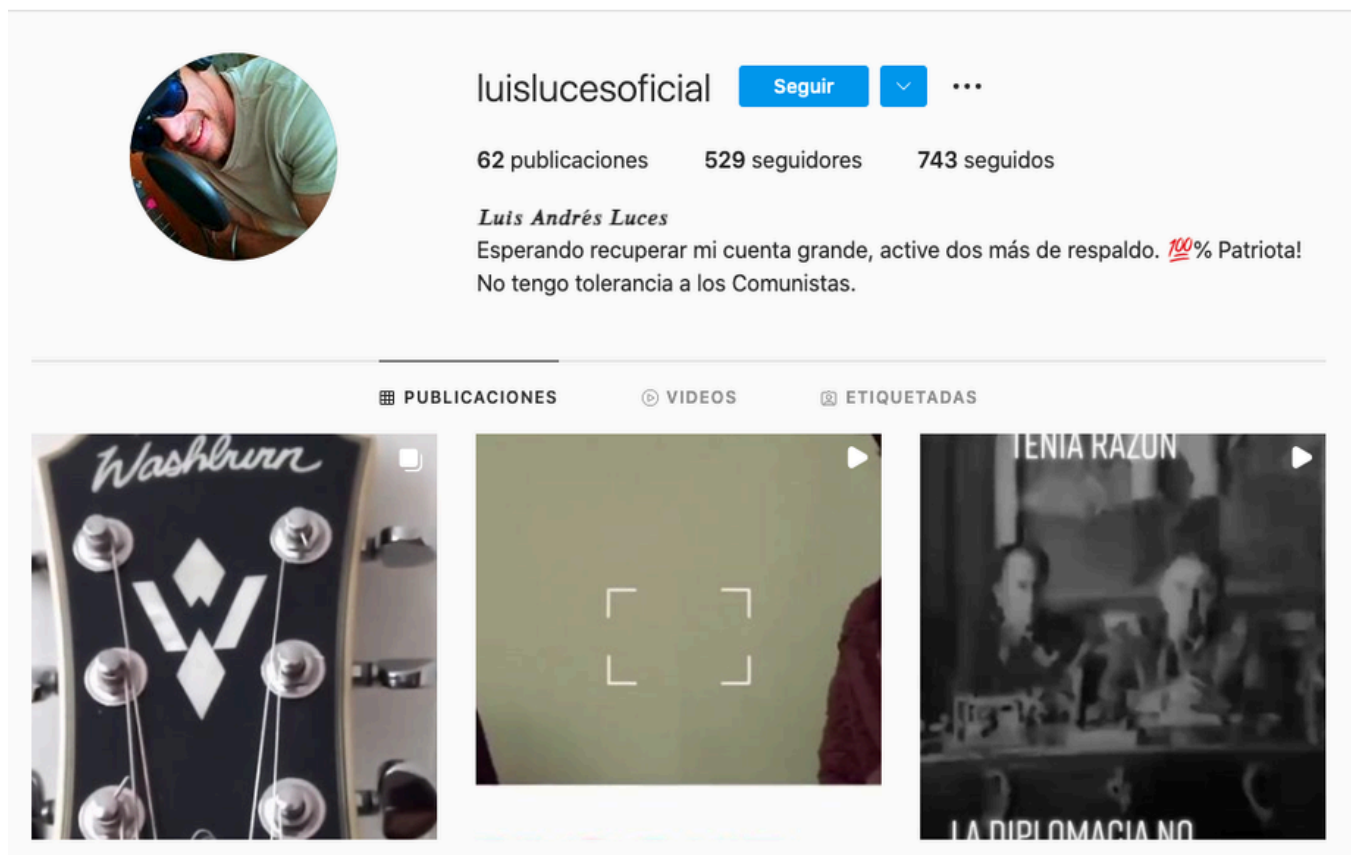 luislucesoficial Seguir
62 publicaciones 529 seguidores 743 seguidos
Luis Andrés Luces
Esperando recuperar mi cuenta grande, active dos más de respaldo. 💯% Patriota!
No tengo tolerancia a los Comunistas.
PUBLICACIONES VIDEOS ETIQUETADAS
Washburn
TENIA RAZON
LA DIPLOMACIA NO